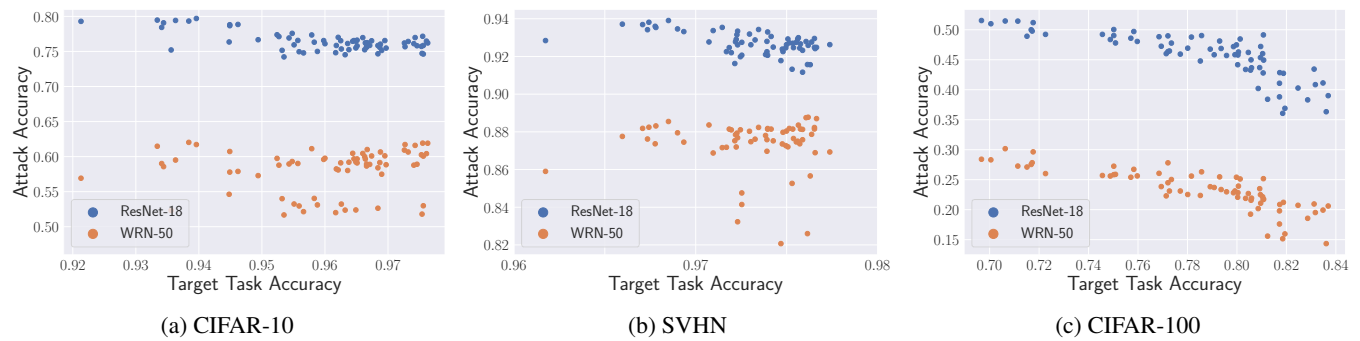 Attack Accuracy
0.80
0.75
0.70
0.65
0.60
0.55
0.50
ResNet-18
WRN-50
0.92 0.93 0.94 0.95 0.96 0.97
Target Task Accuracy
(a) CIFAR-10
Attack Accuracy
0.94
0.92
0.90
0.88
0.86
0.84
0.82
ResNet-18
WRN-50
0.96 0.97 0.98
Target Task Accuracy
(b) SVHN
Attack Accuracy
0.50
0.45
0.40
0.35
0.30
0.25
0.20
0.15
ResNet-18
WRN-50
0.70 0.72 0.74 0.76 0.78 0.80 0.82 0.84
Target Task Accuracy
(c) CIFAR-100